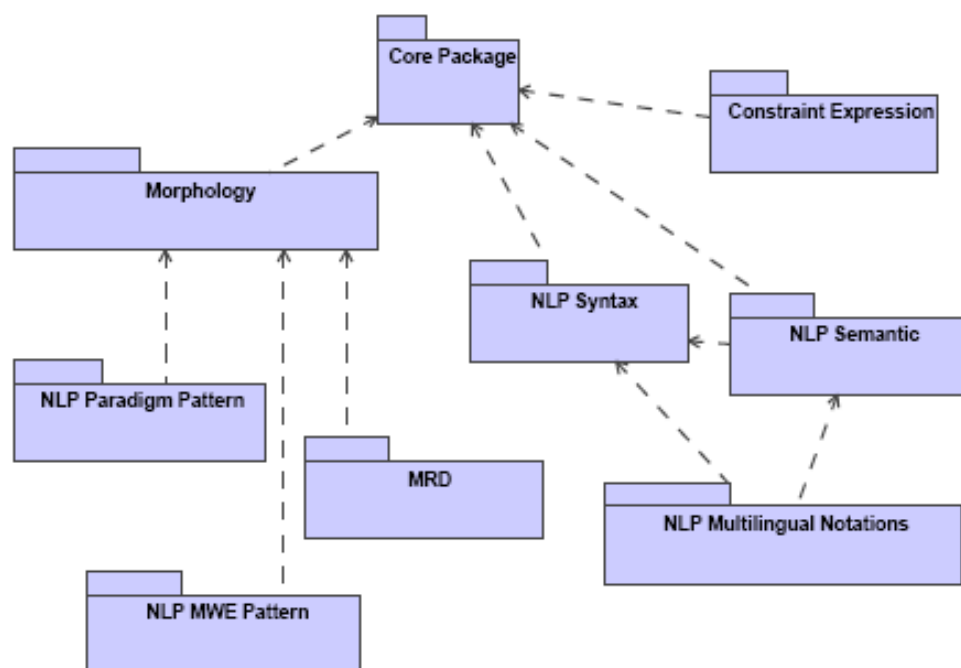 Core Package
Constraint Expression
Morphology
NLP Syntax
NLP Semantic
NLP Paradigm Pattern
MRD
NLP Multilingual Notations
NLP MWE Pattern